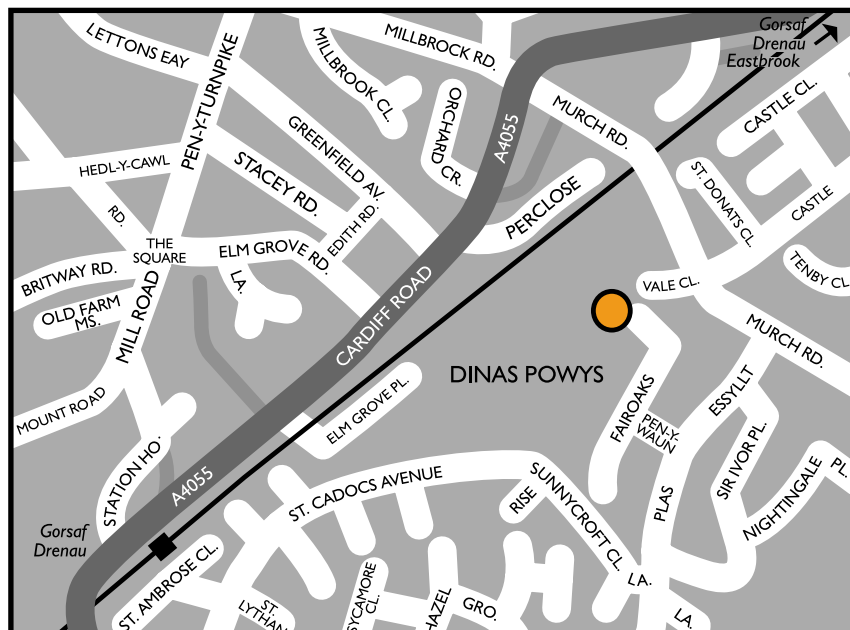 LETTONS EAY
PEN-Y-TURNPIKE
MILLBROOK CL.
MILLBROCK RD.
A4055
Gorsaf
Drenau
Eastbrook
CASTLE CL.
MURCH RD.
ORCHARD
CR.
GREENFIELD AV.
STACEY RD.
HEDL-Y-CAWL
RD.
EDITH RD.
PERCLOSE
ST. DONATS CL.
CASTLE
THE
SQUARE
ELM GROVE RD.
LA.
BRITWAY RD.
OLD FARM
MS.
MILL ROAD
CARDIFF ROAD
VALE CL.
TENBY CL
MURCH RD.
DINAS POWYS
MOUNT ROAD
ELM GROVE PL.
FAIROAKS
PEN-Y-
WAUN
ESSYLLT
SIR IVOR PL.
STATION HO.
A4055
ST. CADOCS AVENUE
RISE
SUNNYCROFT CL.
PLAS
NIGHTINGALE
PL.
Gorsaf
Drenau
ST. AMBROSE CL.
ST.
LYTHAN
SYCAMORE
CL.
HAZEL
GRO.
LA.
LA.